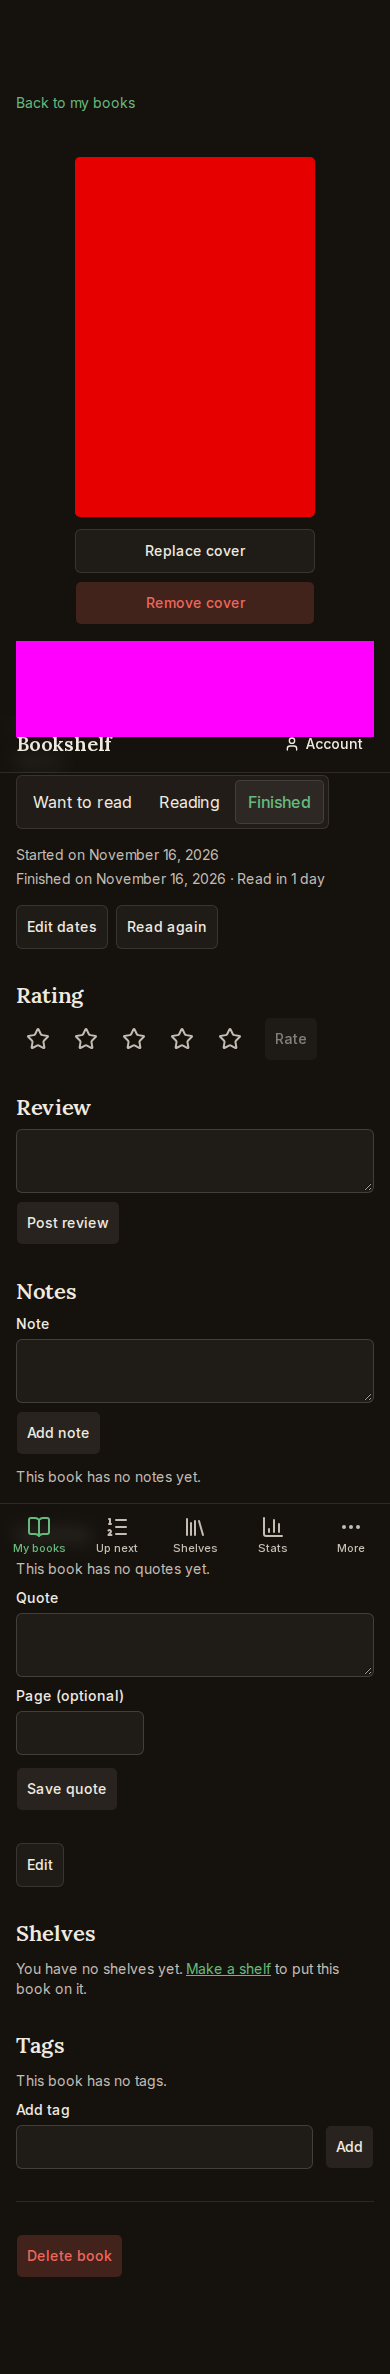 Back to my books
Replace cover
Remove cover
Bookshelf
Account
Want to read
Reading
Finished
Started on November 16, 2026
Finished on November 16, 2026 · Read in 1 day
Edit dates
Read again
Rating
Rate
Review
Post review
Notes
Note
Add note
This book has no notes yet.
My books
Up next
Shelves
Stats
More
This book has no quotes yet.
Quote
Page (optional)
Save quote
Edit
Shelves
You have no shelves yet. Make a shelf to put this
book on it.
Tags
This book has no tags.
Add tag
Add
Delete book